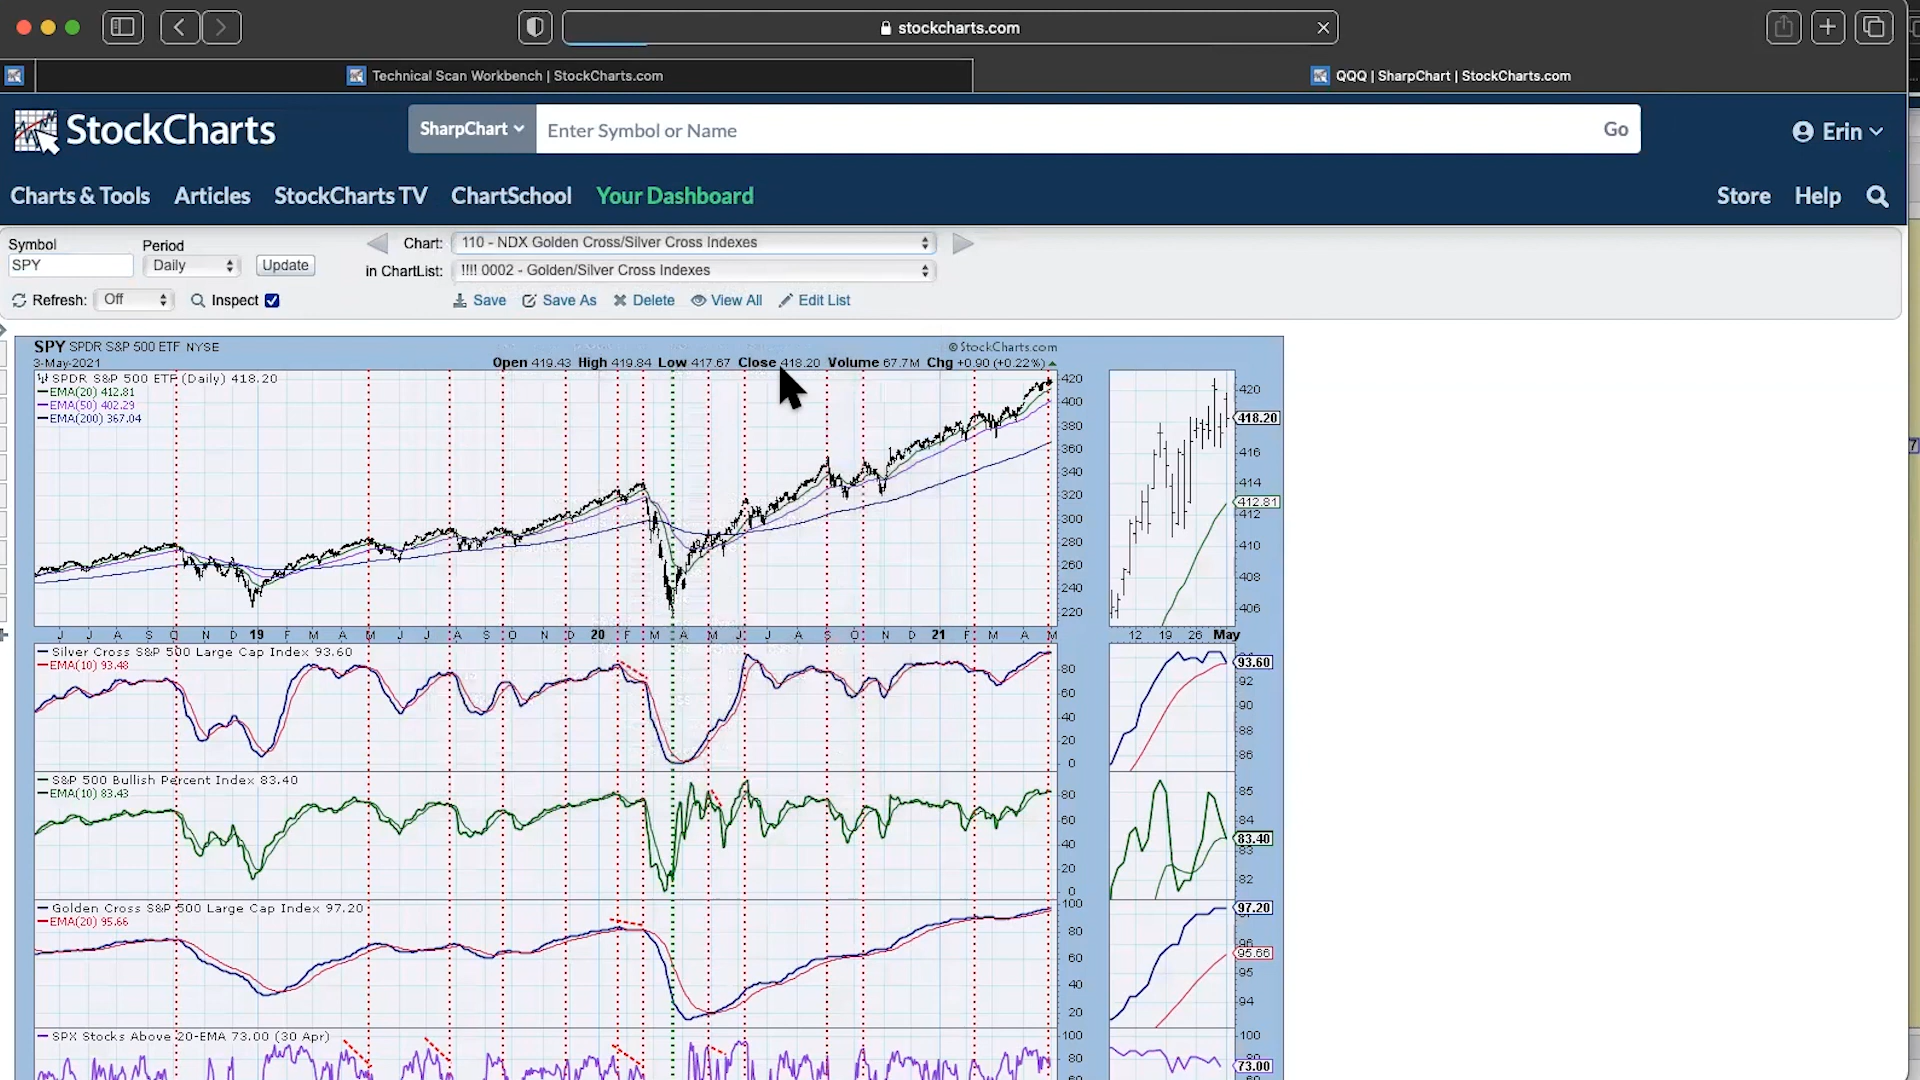 stockcharts.com
Technical Scan Workbench | StockCharts.com
QQQ | SharpChart | StockCharts.com
StockCharts
SharpChart
Enter Symbol or Name
Go
Erin
Charts & Tools Articles StockCharts TV ChartSchool Your Dashboard
Store Help
Symbol
Period
Chart: 110 - NDX Golden Cross/Silver Cross Indexes
SPY
Daily
Update
in ChartList: !!!! 0002 - Golden/Silver Cross Indexes
Refresh: Off Inspect
Save Save As Delete View All Edit List
SPY SPDR S&P 500 ETF NYSE
© StockCharts.com
3-May-2021
Open 419.43 High 419.84 Low 417.67 Close 418.20 Volume 67.7M Chg +0.90 (+0.22%)
SPDR S&P 500 ETF (Daily) 418.20
EMA(20) 412.81
EMA(50) 402.29
EMA(200) 367.04
420
400
380
360
340
320
300
280
260
240
220
420
418.20
416
414
412.81
412
410
408
406
J J A S O N D 19 F M A M J J A S O N D 20 F M A M J J A S O N D 21 F M A M
12 19 26 May
Silver Cross S&P 500 Large Cap Index 93.60
EMA(10) 93.48
80
60
40
20
0
93.60
92
90
88
86
S&P 500 Bullish Percent Index 83.40
EMA(10) 83.43
80
60
40
20
0
85
84
83.40
83
82
Golden Cross S&P 500 Large Cap Index 97.20
EMA(20) 95.66
100
80
60
40
20
97.20
96
95.66
95
94
SPX Stocks Above 20-EMA 73.00 (30 Apr)
100
80
60
100
80
73.00
60